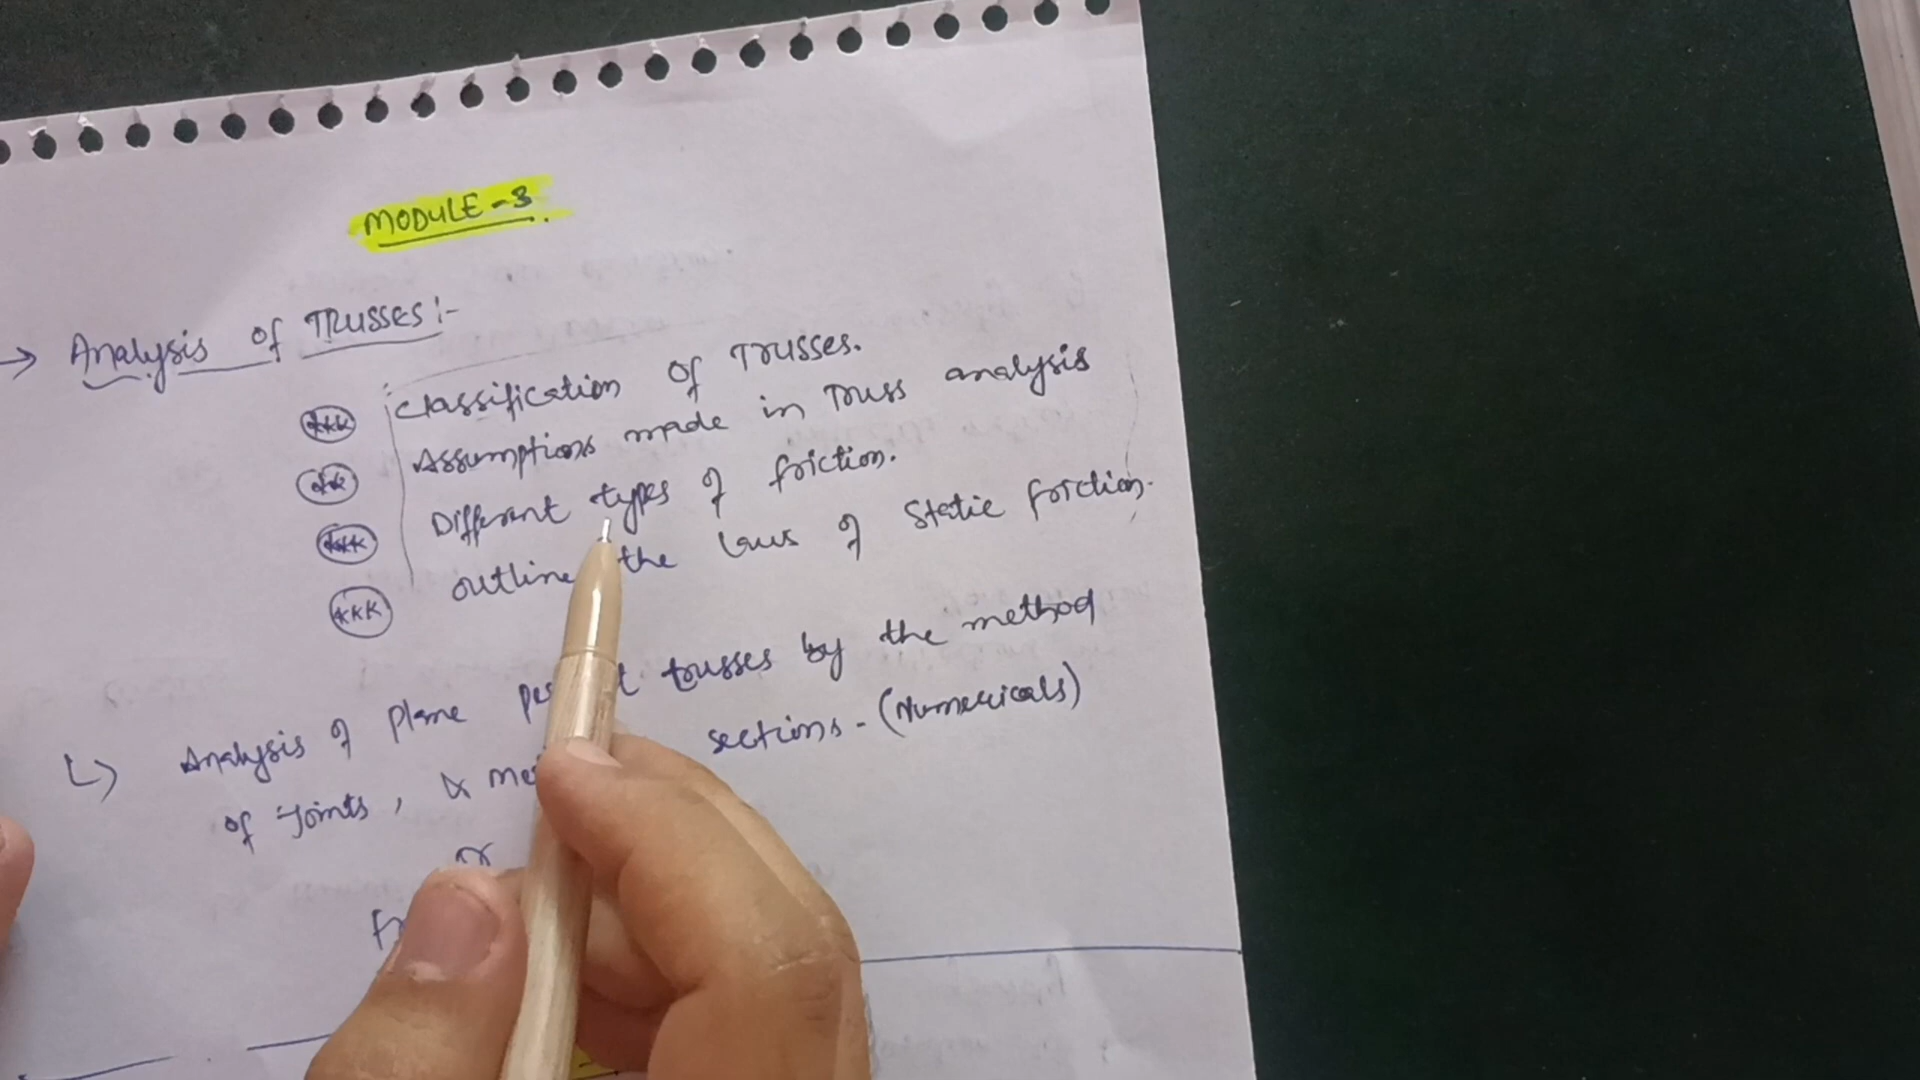 MODULE-3
→ Analysis of Trusses:-
*** Classification of Trusses.
** Assumptions made in Truss analysis
*** Different types of friction.
*** outline the laws of static friction.
↳ Analysis of plane trusses by the method
of Joints, & sections - (Numericals)
or